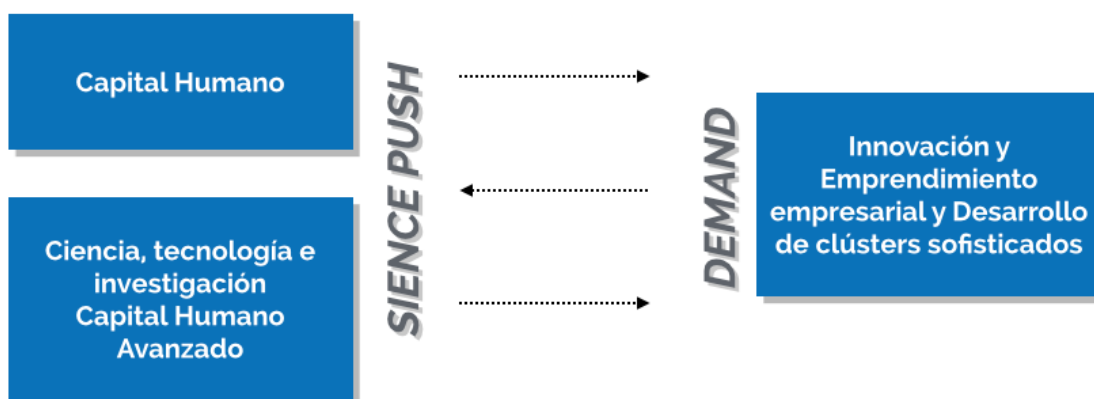 Capital Humano
Ciencia, tecnología e
investigación
Capital Humano
Avanzado
SIENCE PUSH
DEMAND
Innovación y
Emprendimiento
empresarial y Desarrollo
de clústers sofisticados